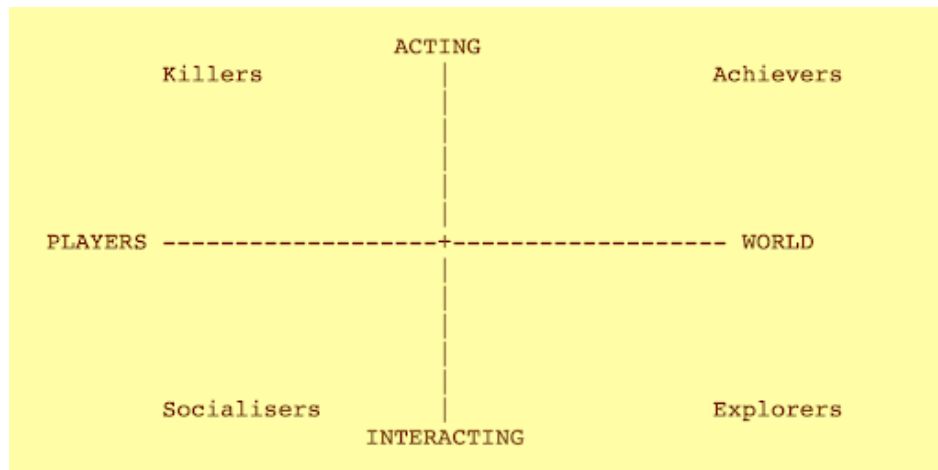 ACTING
Killers Achievers
PLAYERS -------------------+------------------- WORLD
Socialisers Explorers
INTERACTING